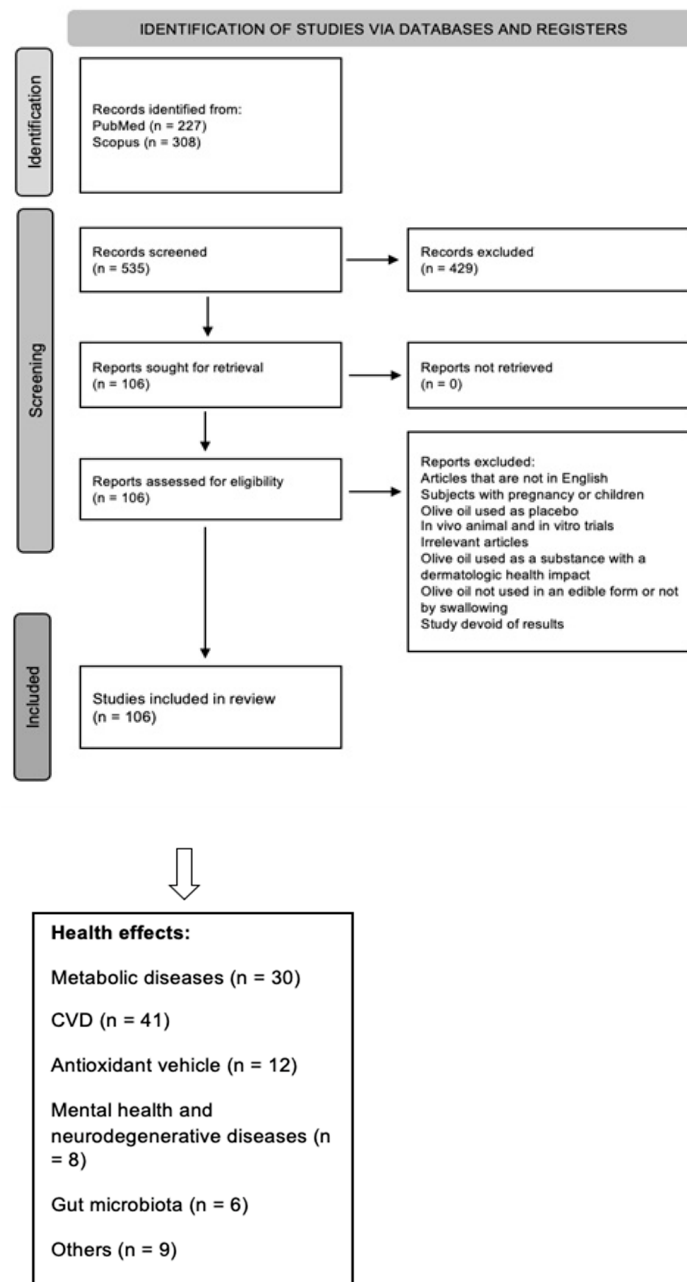 IDENTIFICATION OF STUDIES VIA DATABASES AND REGISTERS
Identification
Records identified from:
PubMed (n = 227)
Scopus (n = 308)
Screening
Records screened
(n = 535)
Records excluded
(n = 429)
Reports sought for retrieval
(n = 106)
Reports not retrieved
(n = 0)
Reports assessed for eligibility
(n = 106)
Reports excluded:
Articles that are not in English
Subjects with pregnancy or children
Olive oil used as placebo
In vivo animal and in vitro trials
Irrelevant articles
Olive oil used as a substance with a
dermatologic health impact
Olive oil not used in an edible form or not
by swallowing
Study devoid of results
Included
Studies included in review
(n = 106)
Health effects:
Metabolic diseases (n = 30)
CVD (n = 41)
Antioxidant vehicle (n = 12)
Mental health and
neurodegenerative diseases (n
= 8)
Gut microbiota (n = 6)
Others (n = 9)